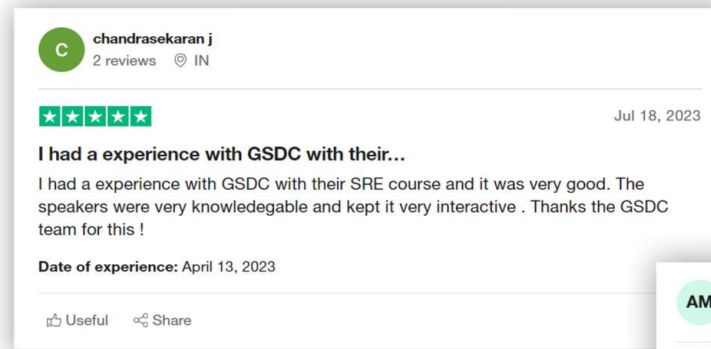 C
chandrasekaran j
2 reviews IN
Jul 18, 2023
I had a experience with GSDC with their...
I had a experience with GSDC with their SRE course and it was very good. The
speakers were very knowledegable and kept it very interactive . Thanks the GSDC
team for this !
Date of experience: April 13, 2023
Useful Share
AM